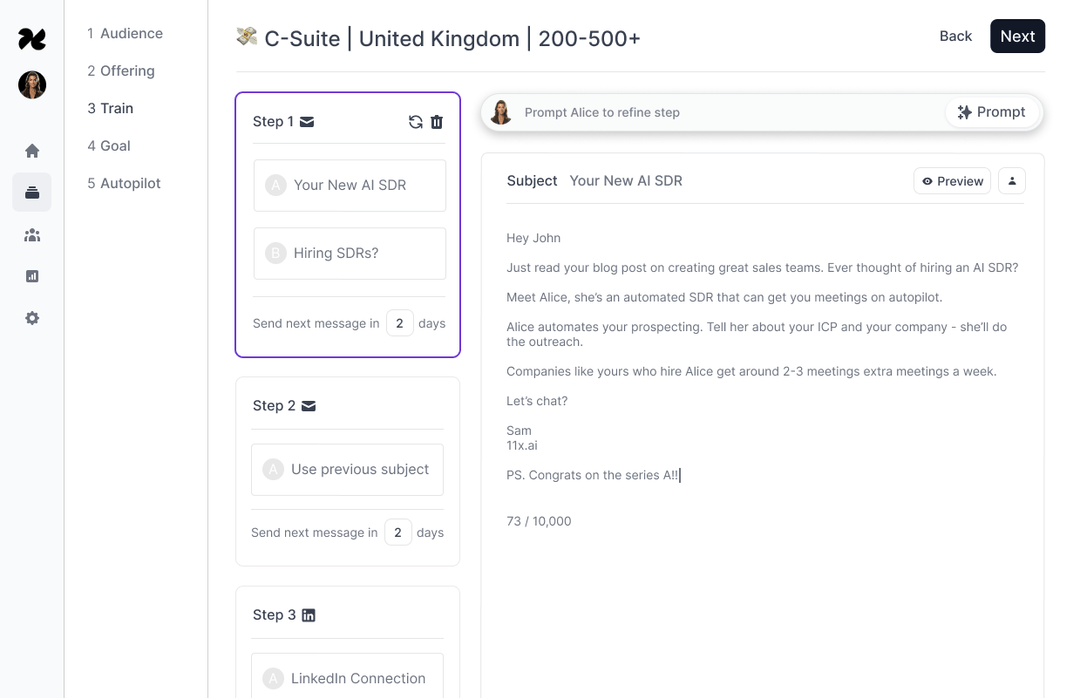 1 Audience
2 Offering
3 Train
4 Goal
5 Autopilot
C-Suite | United Kingdom | 200-500+
Back
Next
Step 1
A Your New AI SDR
B Hiring SDRs?
Send next message in 2 days
Step 2
A Use previous subject
Send next message in 2 days
Step 3
A LinkedIn Connection
Prompt Alice to refine step
Prompt
Subject Your New AI SDR
Preview
Hey John
Just read your blog post on creating great sales teams. Ever thought of hiring an AI SDR?
Meet Alice, she's an automated SDR that can get you meetings on autopilot.
Alice automates your prospecting. Tell her about your ICP and your company - she'll do
the outreach.
Companies like yours who hire Alice get around 2-3 meetings extra meetings a week.
Let's chat?
Sam
11x.ai
PS. Congrats on the series A!!
73 / 10,000